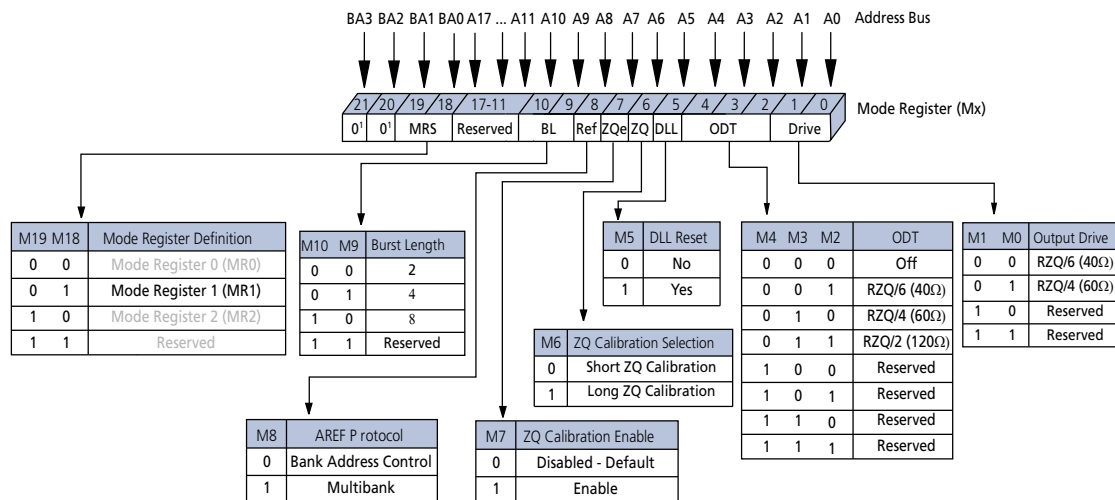 BA3 BA2 BA1 BA0 A17 ... A11 A10 A9 A8 A7 A6 A5 A4 A3 A2 A1 A0 Address Bus
21 20 19 18 17-11 10 9 8 7 6 5 4 3 2 1 0 Mode Register (Mx)
0¹ 0¹ MRS Reserved BL Ref ZQe ZQ DLL ODT Drive
M19 M18 Mode Register Definition
0 0 Mode Register 0 (MR0)
0 1 Mode Register 1 (MR1)
1 0 Mode Register 2 (MR2)
1 1 Reserved
M10 M9 Burst Length
0 0 2
0 1 4
1 0 8
1 1 Reserved
M5 DLL Reset
0 No
1 Yes
M4 M3 M2 ODT
0 0 0 Off
0 0 1 RZQ/6 (40Ω)
0 1 0 RZQ/4 (60Ω)
0 1 1 RZQ/2 (120Ω)
1 0 0 Reserved
1 0 1 Reserved
1 1 0 Reserved
1 1 1 Reserved
M1 M0 Output Drive
0 0 RZQ/6 (40Ω)
0 1 RZQ/4 (60Ω)
1 0 Reserved
1 1 Reserved
M6 ZQ Calibration Selection
0 Short ZQ Calibration
1 Long ZQ Calibration
M8 AREF P rotocol
0 Bank Address Control
1 Multibank
M7 ZQ Calibration Enable
0 Disabled - Default
1 Enable